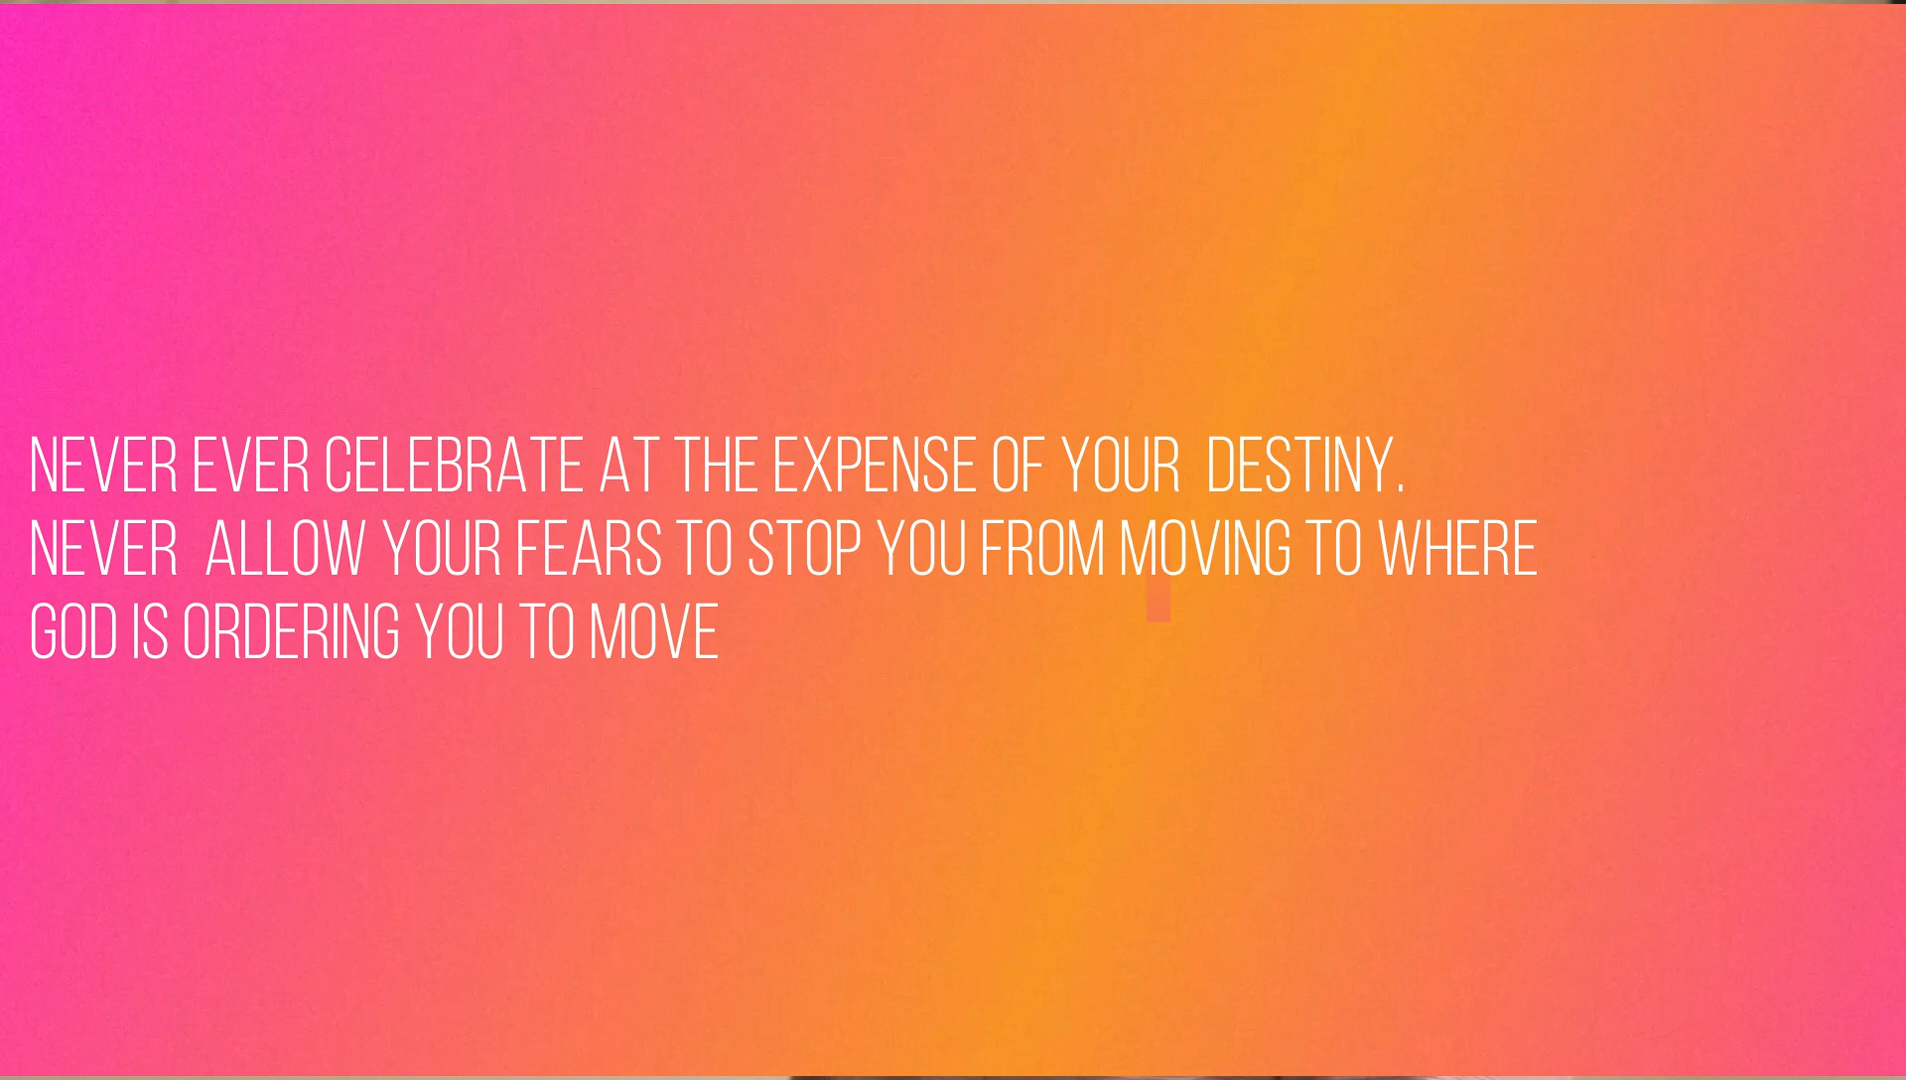 NEVER EVER CELEBRATE AT THE EXPENSE OF YOUR  DESTINY.
NEVER  ALLOW YOUR FEARS TO STOP YOU FROM MOVING TO WHERE
GOD IS ORDERING YOU TO MOVE